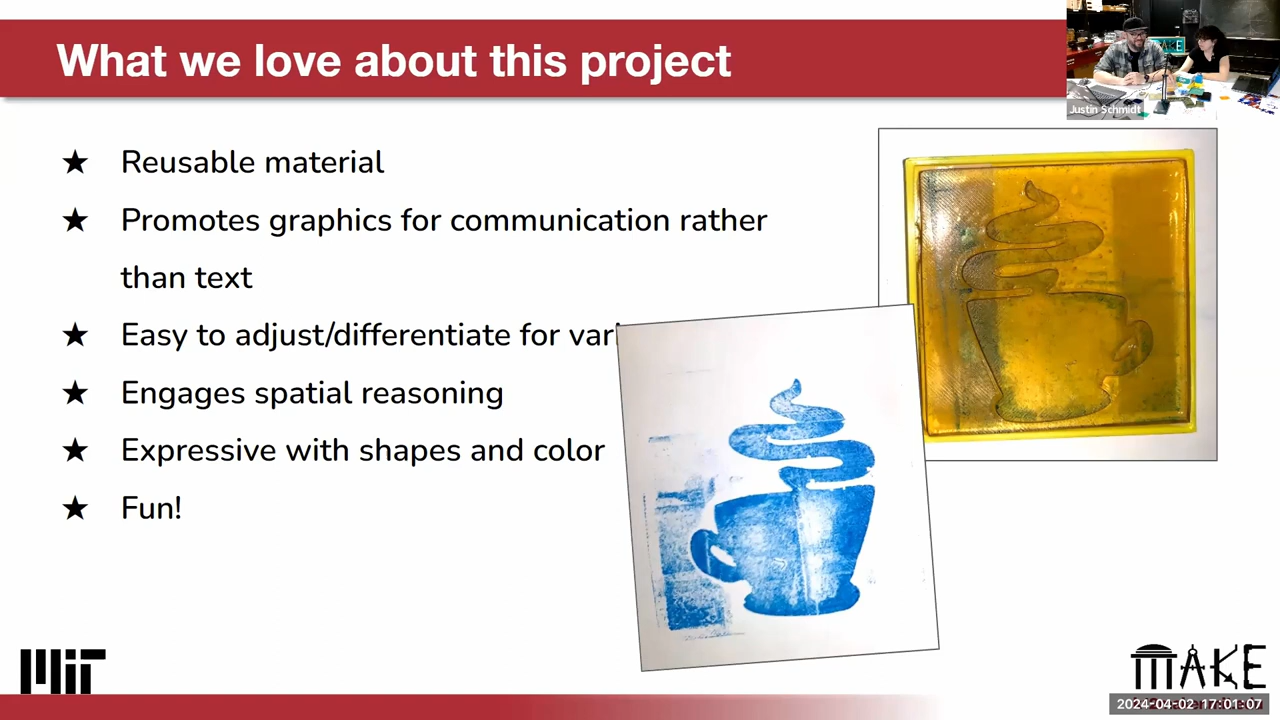 What we love about this project
Justin Schmidt
★ Reusable material
★ Promotes graphics for communication rather
than text
★ Easy to adjust/differentiate for vari
★ Engages spatial reasoning
★ Expressive with shapes and color
★ Fun!
MIT
MAKE
2024-04-02 17:01:07